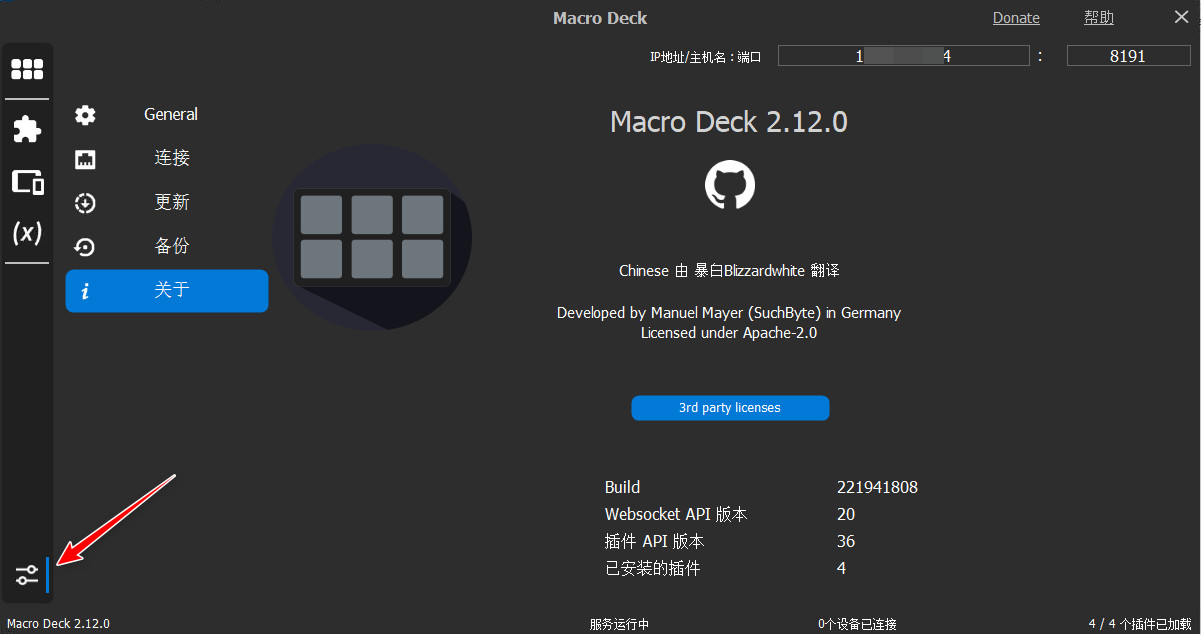 Macro Deck
Donate
帮助
IP地址/主机名 : 端口
1 4 : 8191
General
连接
更新
备份
关于
(x)
Macro Deck 2.12.0
Chinese 由 暴白Blizzardwhite 翻译
Developed by Manuel Mayer (SuchByte) in Germany
Licensed under Apache-2.0
3rd party licenses
Build 221941808
Websocket API 版本 20
插件 API 版本 36
已安装的插件 4
Macro Deck 2.12.0
服务运行中
0个设备已连接
4 / 4 个插件已加载